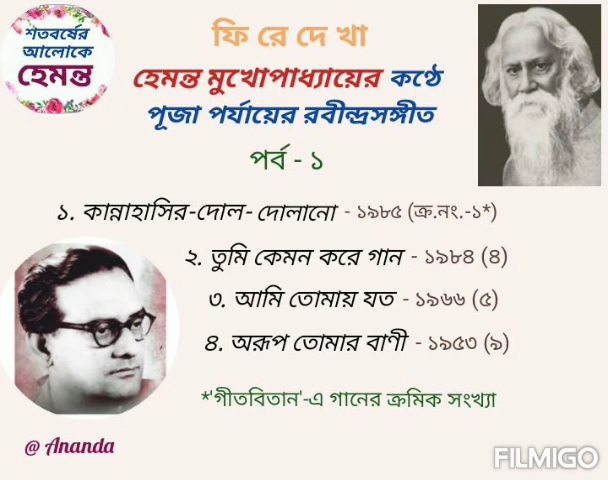 শতবর্ষের
আলোকে
হেমন্ত
ফি রে দে খা
হেমন্ত মুখোপাধ্যায়ের কণ্ঠে
পূজা পর্যায়ের রবীন্দ্রসঙ্গীত
পর্ব - ১
১. কান্নাহাসির-দোল- দোলানো - ১৯৮৫ (ক্র.নং.-১*)
২. তুমি কেমন করে গান - ১৯৮৪ (৪)
৩. আমি তোমায় যত - ১৯৬৬ (৫)
৪. অরূপ তোমার বাণী - ১৯৫৩ (৯)
*'গীতবিতান'-এ গানের ক্রমিক সংখ্যা
@ Ananda
FILMIGO